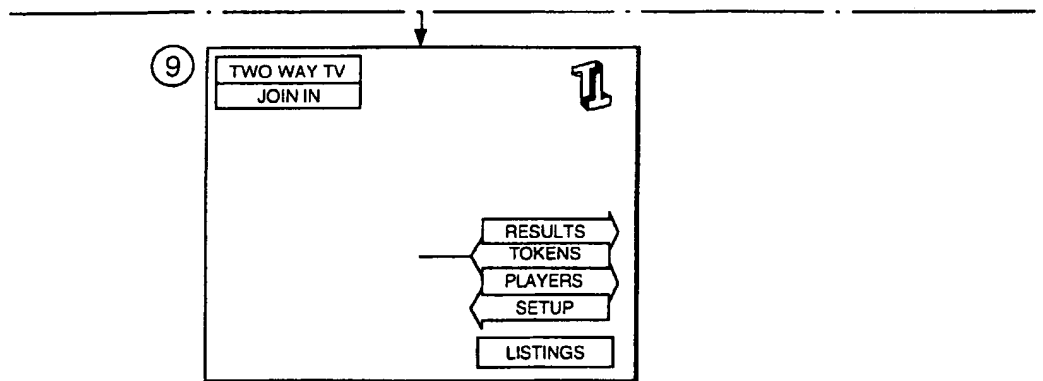 9
TWO WAY TV
JOIN IN
RESULTS
TOKENS
PLAYERS
SETUP
LISTINGS